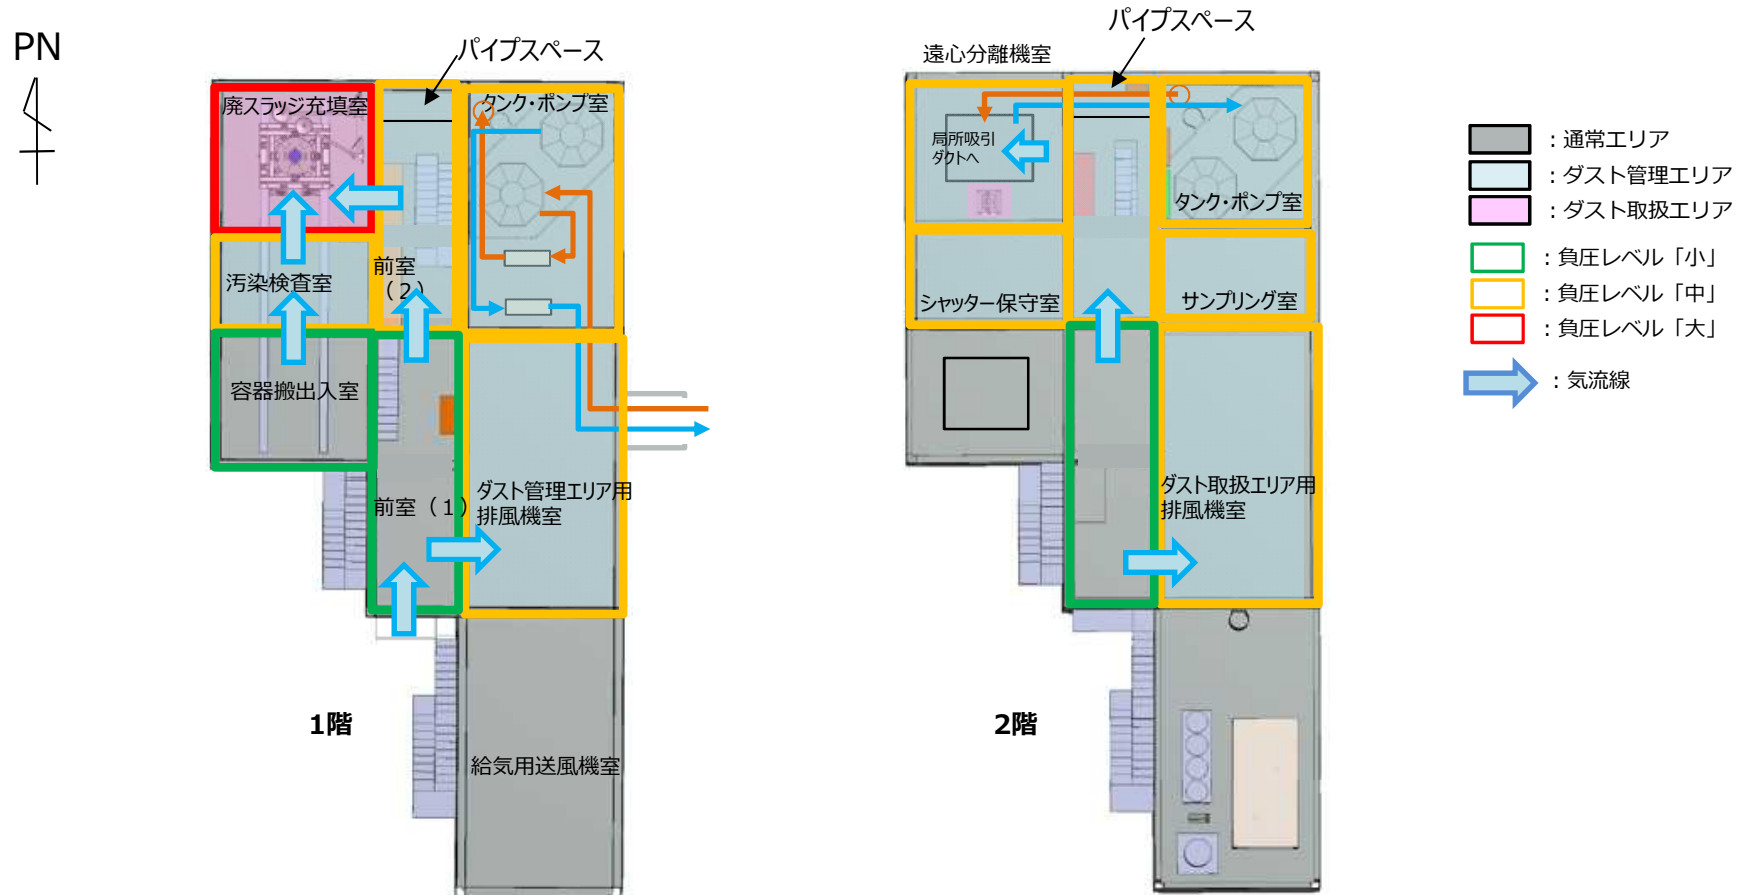 PN
パイプスペース
廃スラッジ充填室
タンク・ポンプ室
汚染検査室
前室
（2）
容器搬出入室
前室（1）
ダスト管理エリア用
排風機室
1階
給気用送風機室
パイプスペース
遠心分離機室
局所吸引
ダクトへ
タンク・ポンプ室
シャッター保守室
サンプリング室
ダスト取扱エリア用
排風機室
2階
：通常エリア
：ダスト管理エリア
：ダスト取扱エリア
：負圧レベル「小」
：負圧レベル「中」
：負圧レベル「大」
：気流線